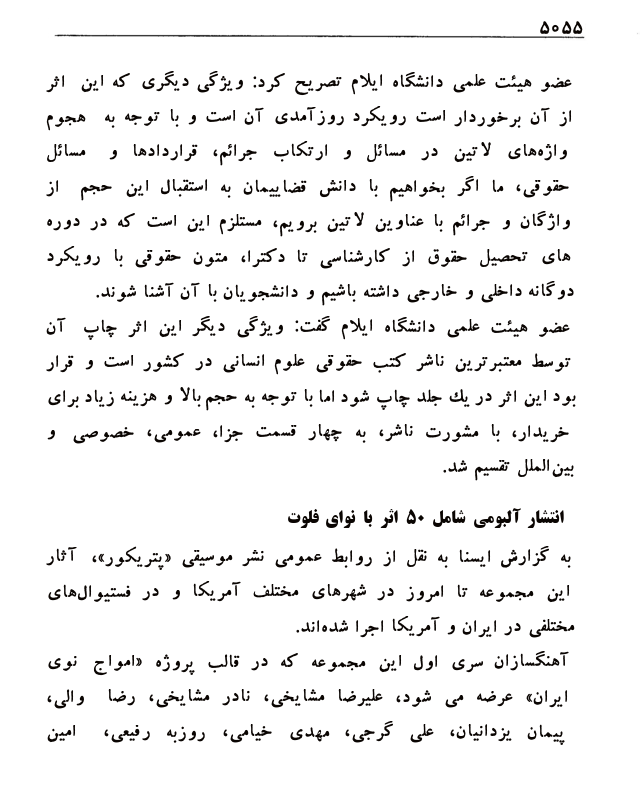 ۵۰۵۵
عضو هیئت علمی دانشگاه ایلام تصریح کرد: ویژگی دیگری که این اثر
از آن برخوردار است رویکرد روزآمدی آن است و با توجه به هجوم
واژه‌های لاتین در مسائل و ارتکاب جرائم، قراردادها و مسائل
حقوقی، ما اگر بخواهیم با دانش قضاییمان به استقبال این حجم از
واژگان و جرائم با عناوین لاتین برویم، مستلزم این است که در دوره
های تحصیل حقوق از کارشناسی تا دکترا، متون حقوقی با رویکرد
دوگانه داخلی و خارجی داشته باشیم و دانشجویان با آن آشنا شوند.
عضو هیئت علمی دانشگاه ایلام گفت: ویژگی دیگر این اثر چاپ آن
توسط معتبرترین ناشر کتب حقوقی علوم انسانی در کشور است و قرار
بود این اثر در یك جلد چاپ شود اما با توجه به حجم بالا و هزینه زیاد برای
خریدار، با مشورت ناشر، به چهار قسمت جزا، عمومی، خصوصی و
بین‌الملل تقسیم شد.
انتشار آلبومی شامل ۵۰ اثر با نوای فلوت
به گزارش ایسنا به نقل از روابط عمومی نشر موسیقی «پتریکور»، آثار
این مجموعه تا امروز در شهرهای مختلف آمریکا و در فستیوال‌های
مختلفی در ایران و آمریکا اجرا شده‌اند.
آهنگسازان سری اول این مجموعه که در قالب پروژه «امواج نوی
ایران» عرضه می شود، علیرضا مشایخی، نادر مشایخی، رضا والی،
پیمان یزدانیان، علی گرجی، مهدی خیامی، روزبه رفیعی، امین